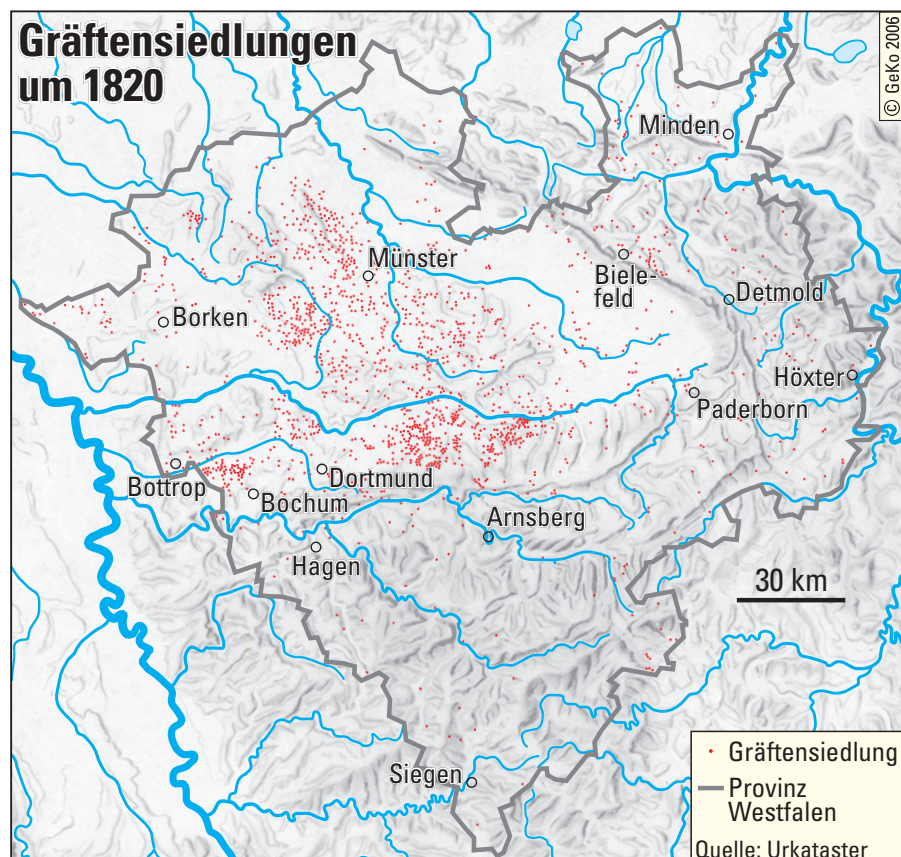 Gräftensiedlungen
um 1820
© GeKo 2006
Minden
Münster
Biele-
feld
Detmold
Borken
Höxter
Paderborn
Bottrop
Dortmund
Bochum
Arnsberg
Hagen
30 km
Siegen
Gräftensiedlung
Provinz
Westfalen
Quelle: Urkataster